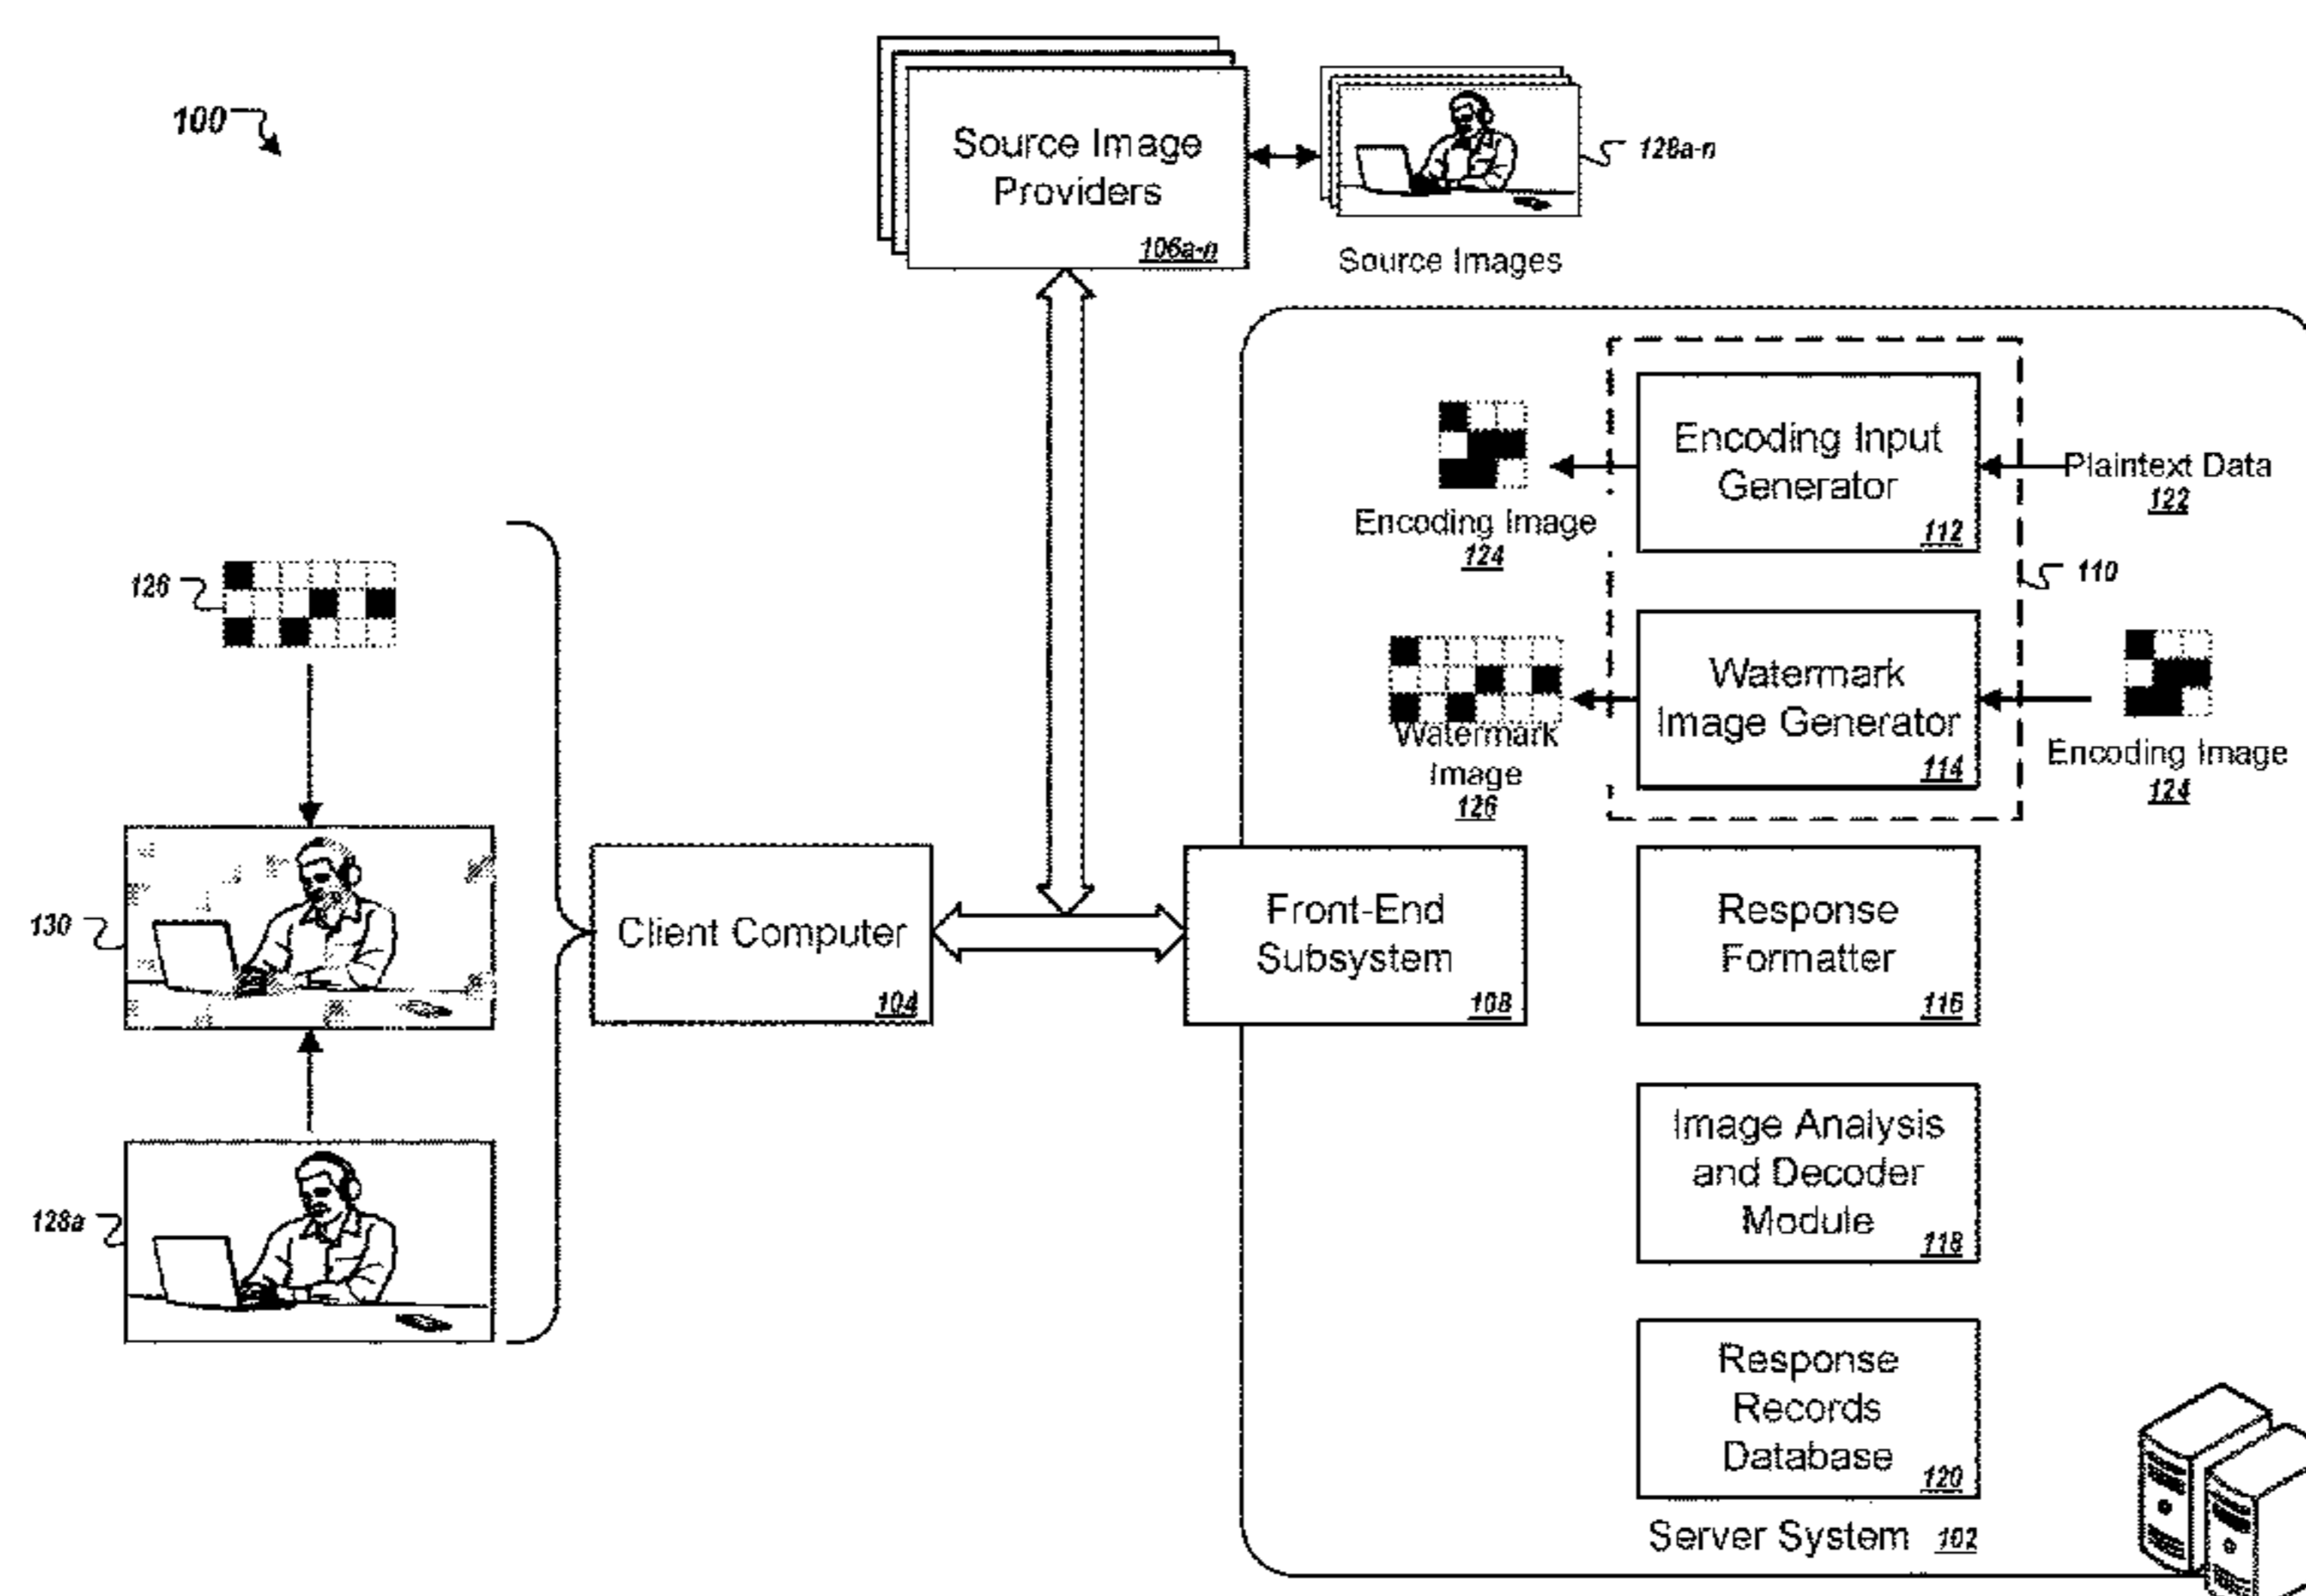 100
Source Image
Providers
106a-n
128a-n
Source Images
Encoding Input
Generator
112
Plaintext Data
122
Encoding Image
124
110
126
Watermark
Image Generator
114
Watermark
Image
126
Encoding Image
124
130
Client Computer
104
Front-End
Subsystem
108
Response
Formatter
116
128a
Image Analysis
and Decoder
Module
118
Response
Records
Database
120
Server System 102